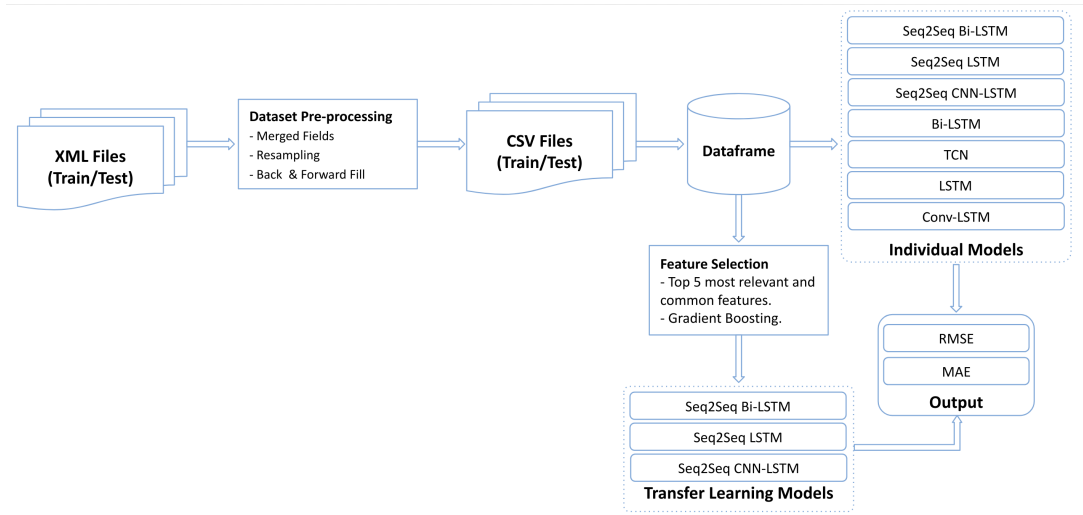 XML Files
(Train/Test)
Dataset Pre-processing
- Merged Fields
- Resampling
- Back & Forward Fill
CSV Files
(Train/Test)
Dataframe
Seq2Seq Bi-LSTM
Seq2Seq LSTM
Seq2Seq CNN-LSTM
Bi-LSTM
TCN
LSTM
Conv-LSTM
Individual Models
Feature Selection
- Top 5 most relevant and
common features.
- Gradient Boosting.
Seq2Seq Bi-LSTM
Seq2Seq LSTM
Seq2Seq CNN-LSTM
Transfer Learning Models
RMSE
MAE
Output